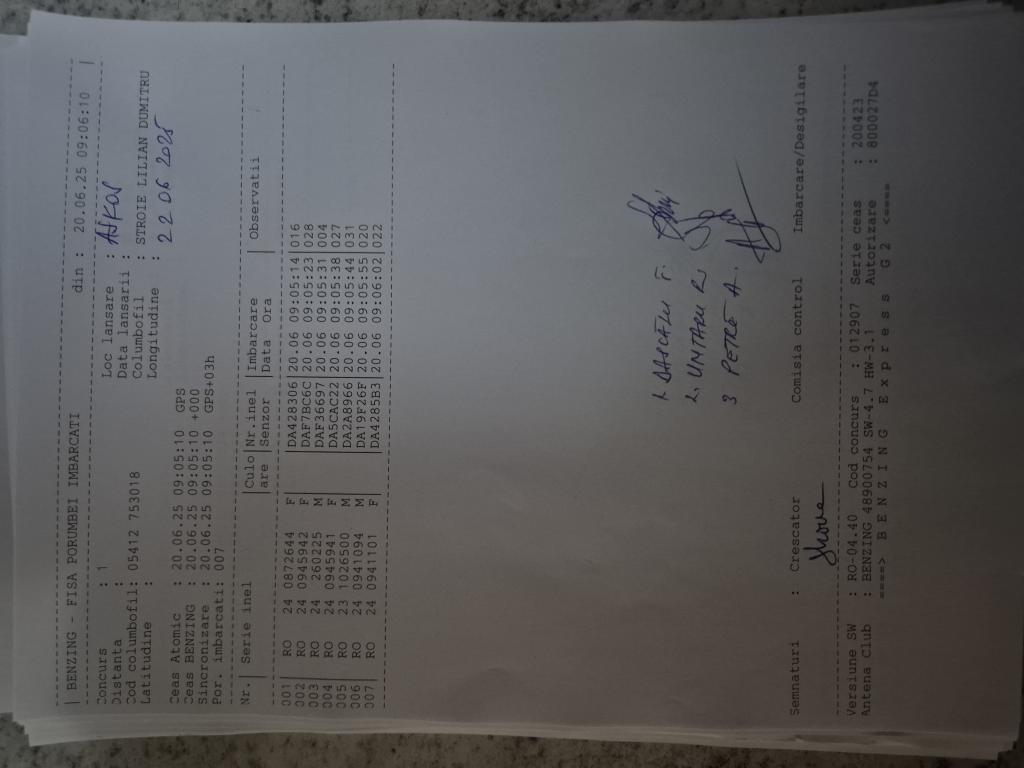 | BENZING - FISA PORUMBEI IMBARCATI din : 20.06.25 09:06:10 |
Concurs : 1 Loc lansare :
Distanta : Data lansarii :
Cod columbofil: 05412 753018 Columbofil : STROIE LILIAN DUMITRU
Latitudine : Longitudine : 22 06 2025
Ceas Atomic : 20.06.25 09:05:10 GPS
Ceas BENZING : 20.06.25 09:05:10 +000
Sincronizare : 20.06.25 09:05:10 GPS+03h
Por. imbarcati: 007
Nr.| Serie inel |Culo|Nr.inel |Imbarcare | Observatii
|are |Senzor |Data Ora |
001| RO 24 0872644 F| |DA428306|20.06 09:05:14|016
002| RO 24 0945942 F| |DAF7BC6C|20.06 09:05:23|018
003| RO 24 260225 M| |DAF36697|20.06 09:05:31|004
004| RO 24 0945941 F| |DA5CAC22|20.06 09:05:38|027
005| RO 23 1026500 M| |DA2A8966|20.06 09:05:44|031
006| RO 24 0941094 M| |DA19F26F|20.06 09:05:55|020
007| RO 24 0941101 F| |DA4285B3|20.06 09:06:02|022
1. DASCALU F.
2. UNTARU R
3 PETRE A.
Semnaturi : Crescator Comisia control Imbarcare/Desigilare
Versiune SW : RO-04.40 Cod concurs : 012907 Serie ceas : 200423
Antena Club : BENZING 48900754 SW-4.7 HW-3.1 Autorizare : 800027D4
====> B E N Z I N G E x p r e s s G 2 <====